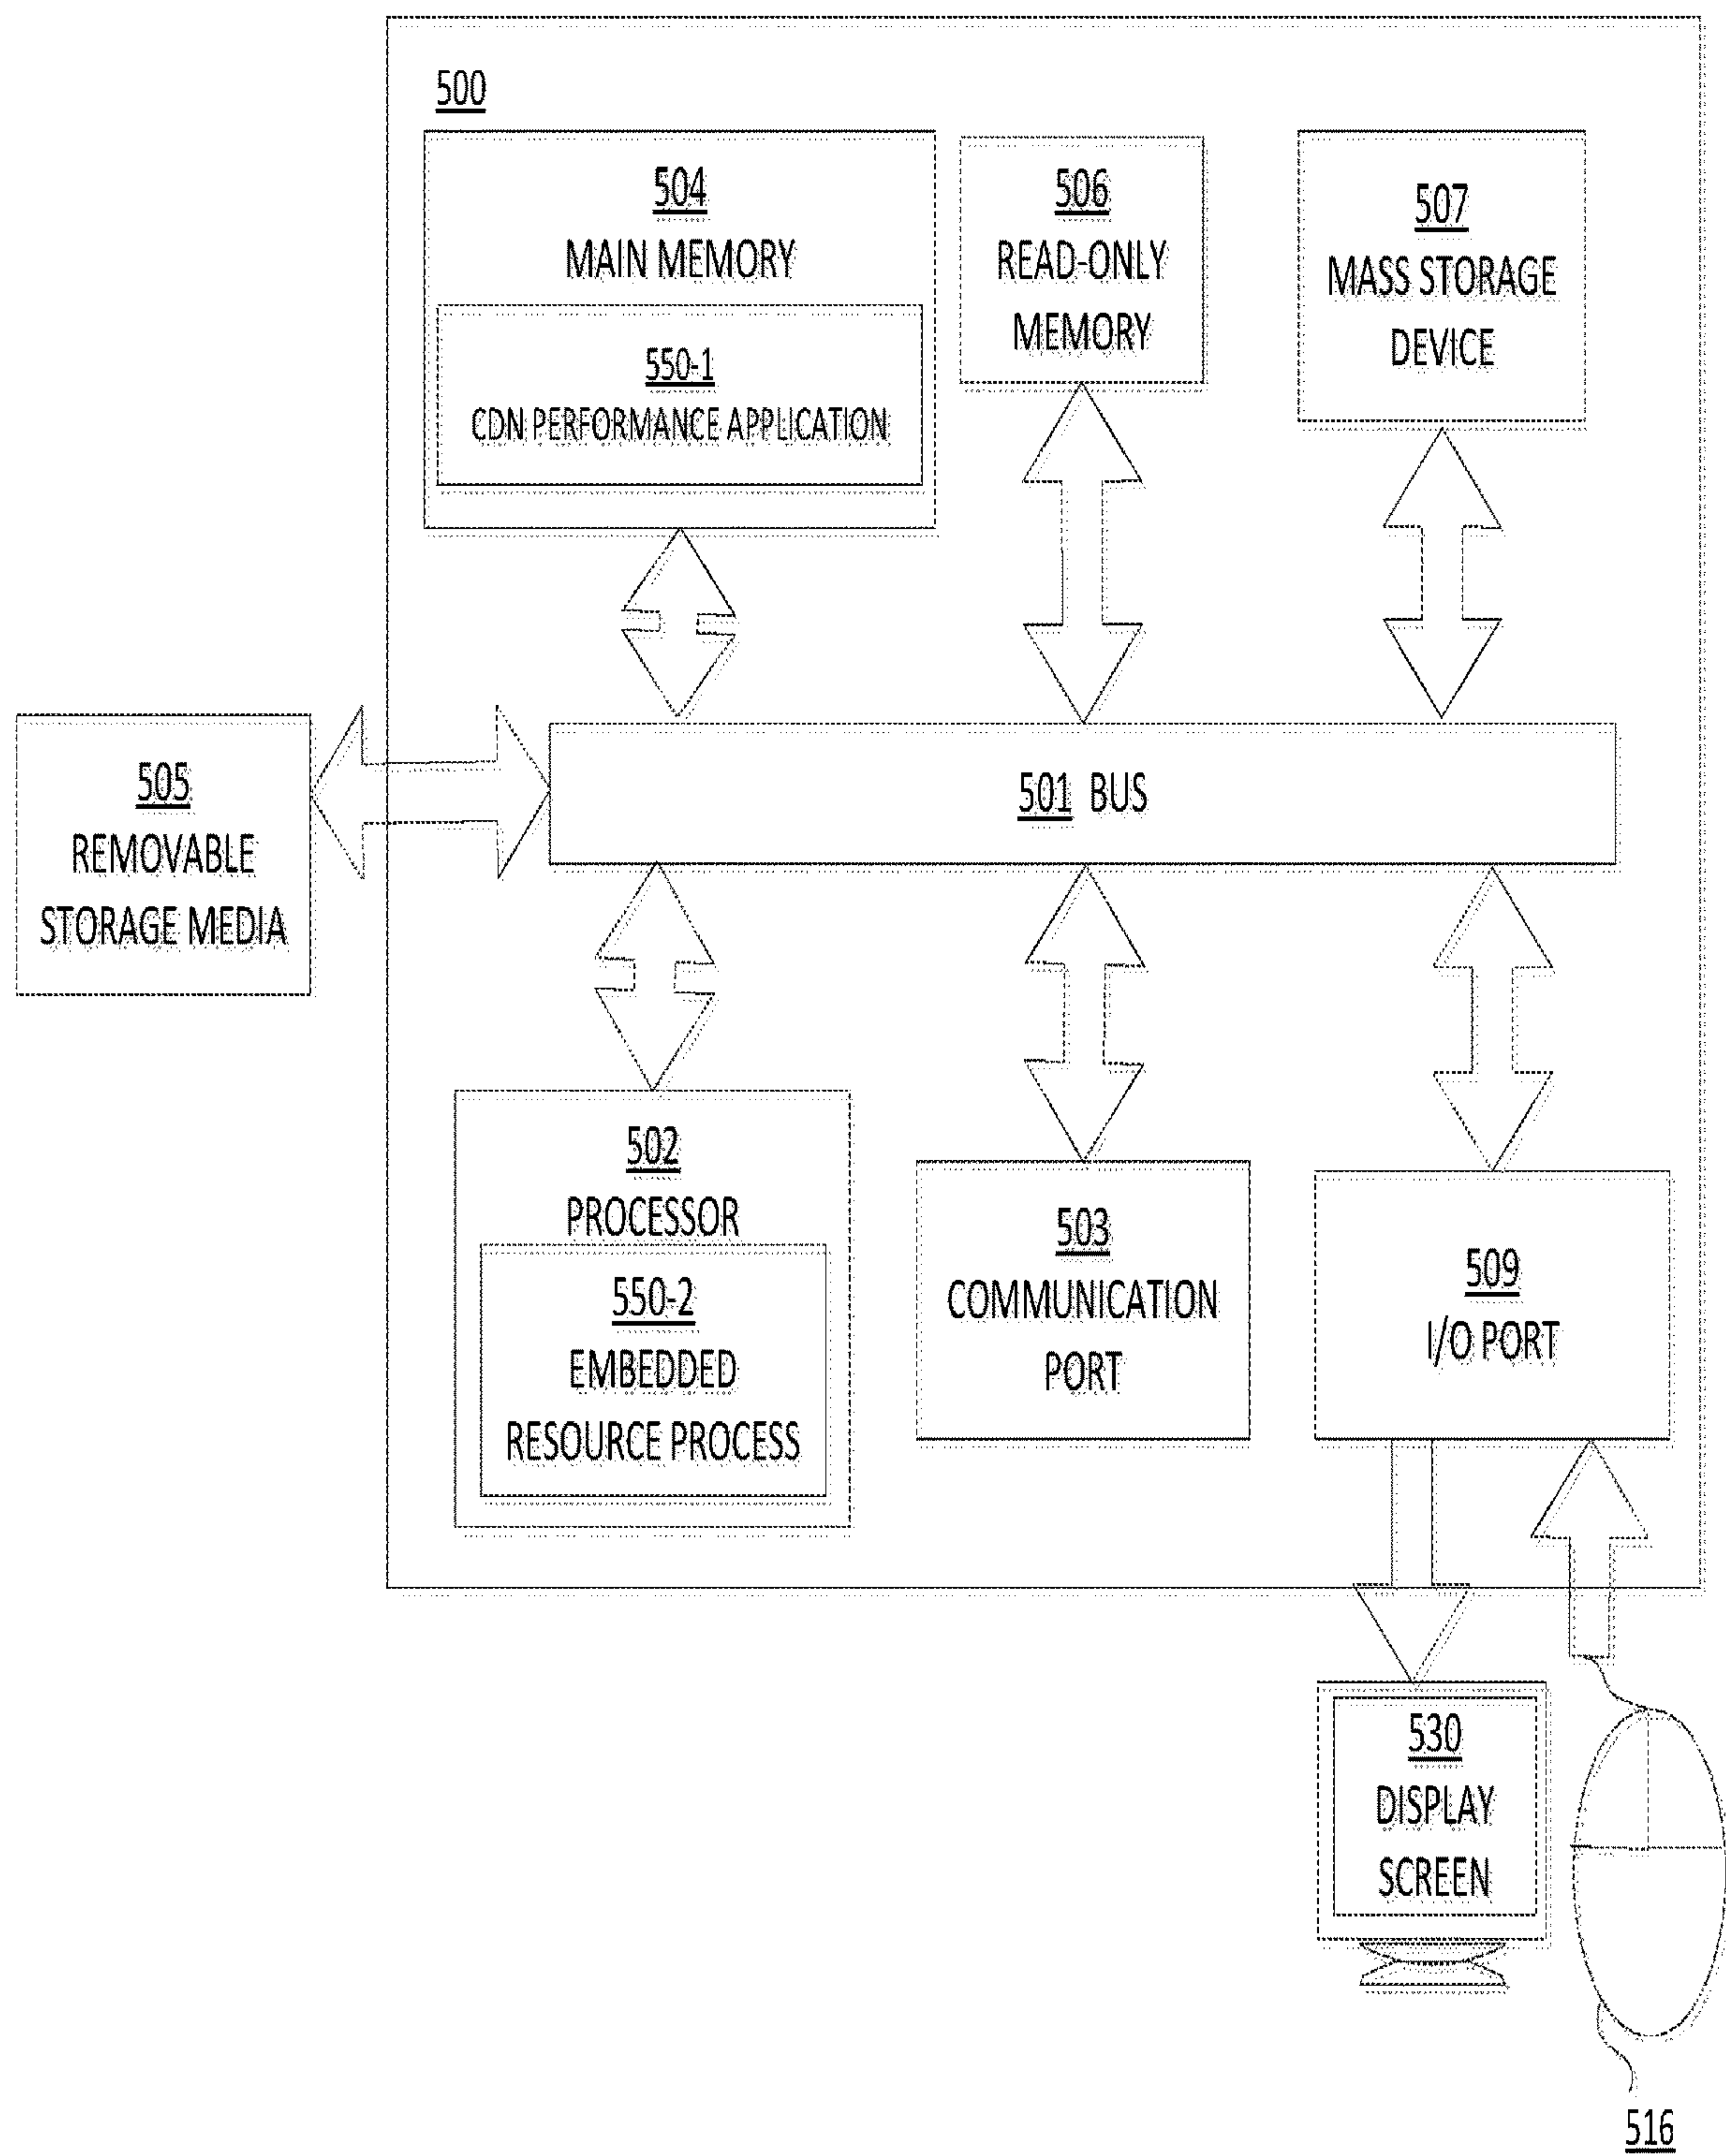 500
504
MAIN MEMORY
550-1
CDN PERFORMANCE APPLICATION
506
READ-ONLY
MEMORY
507
MASS STORAGE
DEVICE
505
REMOVABLE
STORAGE MEDIA
501 BUS
502
PROCESSOR
550-2
EMBEDDED
RESOURCE PROCESS
503
COMMUNICATION
PORT
509
I/O PORT
530
DISPLAY
SCREEN
516